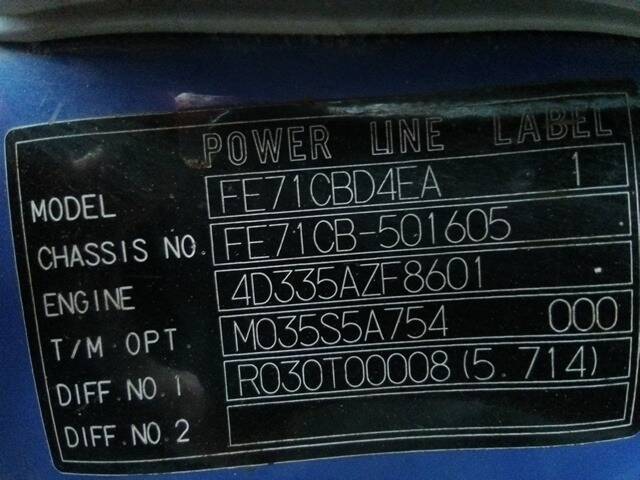 POWER LINE LABEL
MODEL FE71CBD4EA 1
CHASSIS NO. FE71CB-501605
ENGINE 4D335AZF8601
T/M OPT. M035S5A754 000
DIFF.NO.1 R030T00008(5.714)
DIFF.NO.2